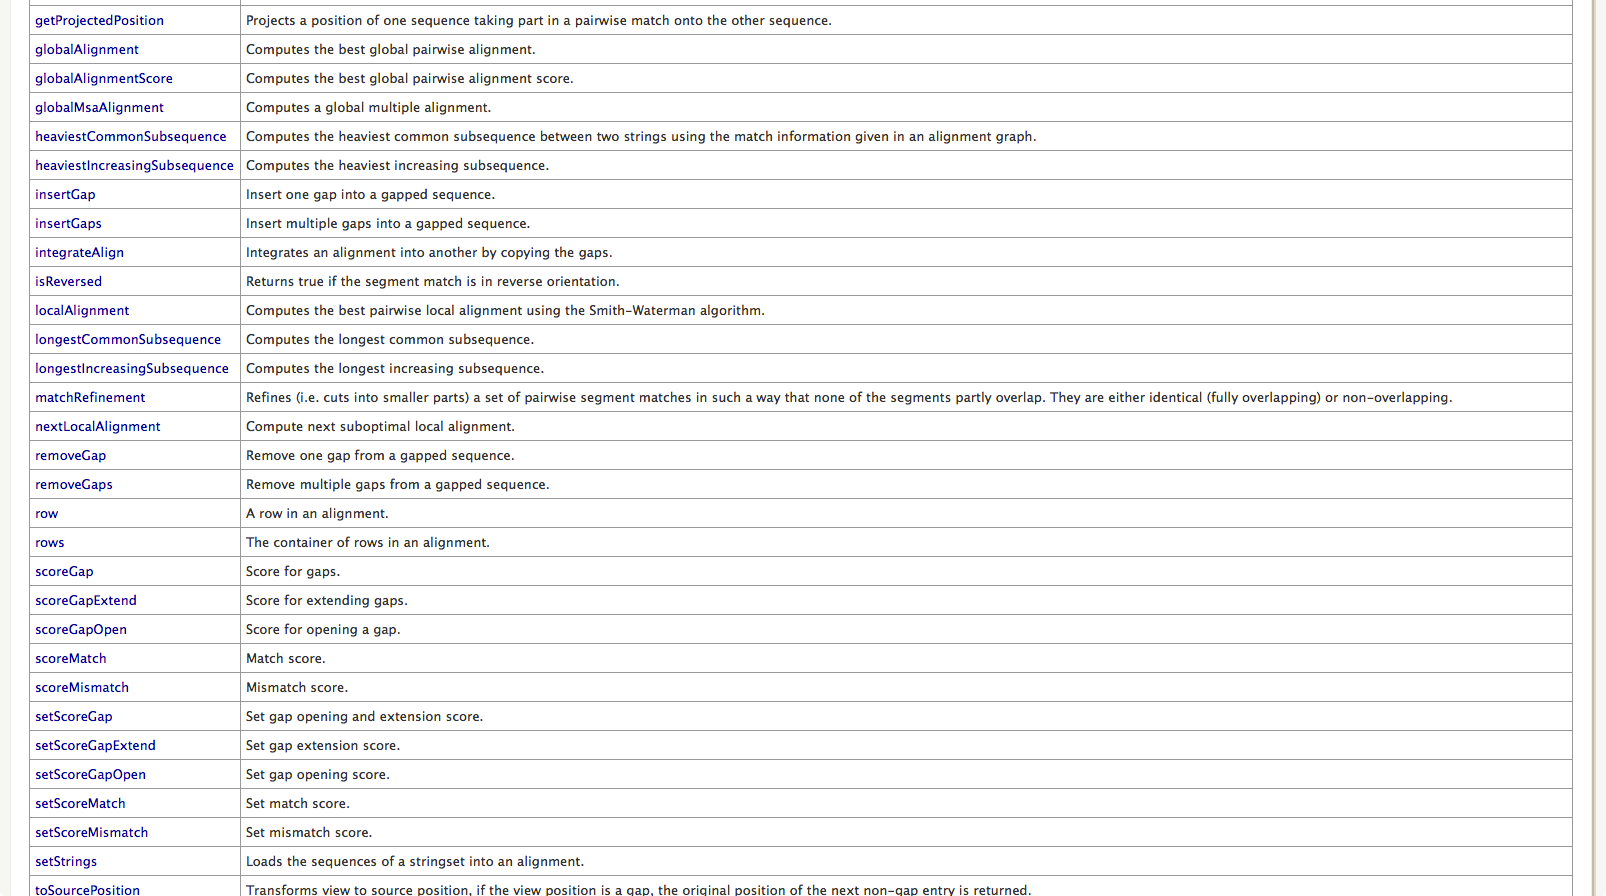 getProjectedPosition Projects a position of one sequence taking part in a pairwise match onto the other sequence.
globalAlignment Computes the best global pairwise alignment.
globalAlignmentScore Computes the best global pairwise alignment score.
globalMsaAlignment Computes a global multiple alignment.
heaviestCommonSubsequence Computes the heaviest common subsequence between two strings using the match information given in an alignment graph.
heaviestIncreasingSubsequence Computes the heaviest increasing subsequence.
insertGap Insert one gap into a gapped sequence.
insertGaps Insert multiple gaps into a gapped sequence.
integrateAlign Integrates an alignment into another by copying the gaps.
isReversed Returns true if the segment match is in reverse orientation.
localAlignment Computes the best pairwise local alignment using the Smith-Waterman algorithm.
longestCommonSubsequence Computes the longest common subsequence.
longestIncreasingSubsequence Computes the longest increasing subsequence.
matchRefinement Refines (i.e. cuts into smaller parts) a set of pairwise segment matches in such a way that none of the segments partly overlap. They are either identical (fully overlapping) or non-overlapping.
nextLocalAlignment Compute next suboptimal local alignment.
removeGap Remove one gap from a gapped sequence.
removeGaps Remove multiple gaps from a gapped sequence.
row A row in an alignment.
rows The container of rows in an alignment.
scoreGap Score for gaps.
scoreGapExtend Score for extending gaps.
scoreGapOpen Score for opening a gap.
scoreMatch Match score.
scoreMismatch Mismatch score.
setScoreGap Set gap opening and extension score.
setScoreGapExtend Set gap extension score.
setScoreGapOpen Set gap opening score.
setScoreMatch Set match score.
setScoreMismatch Set mismatch score.
setStrings Loads the sequences of a stringset into an alignment.
toSourcePosition Transforms view to source position, if the view position is a gap, the original position of the next non-gap entry is returned.